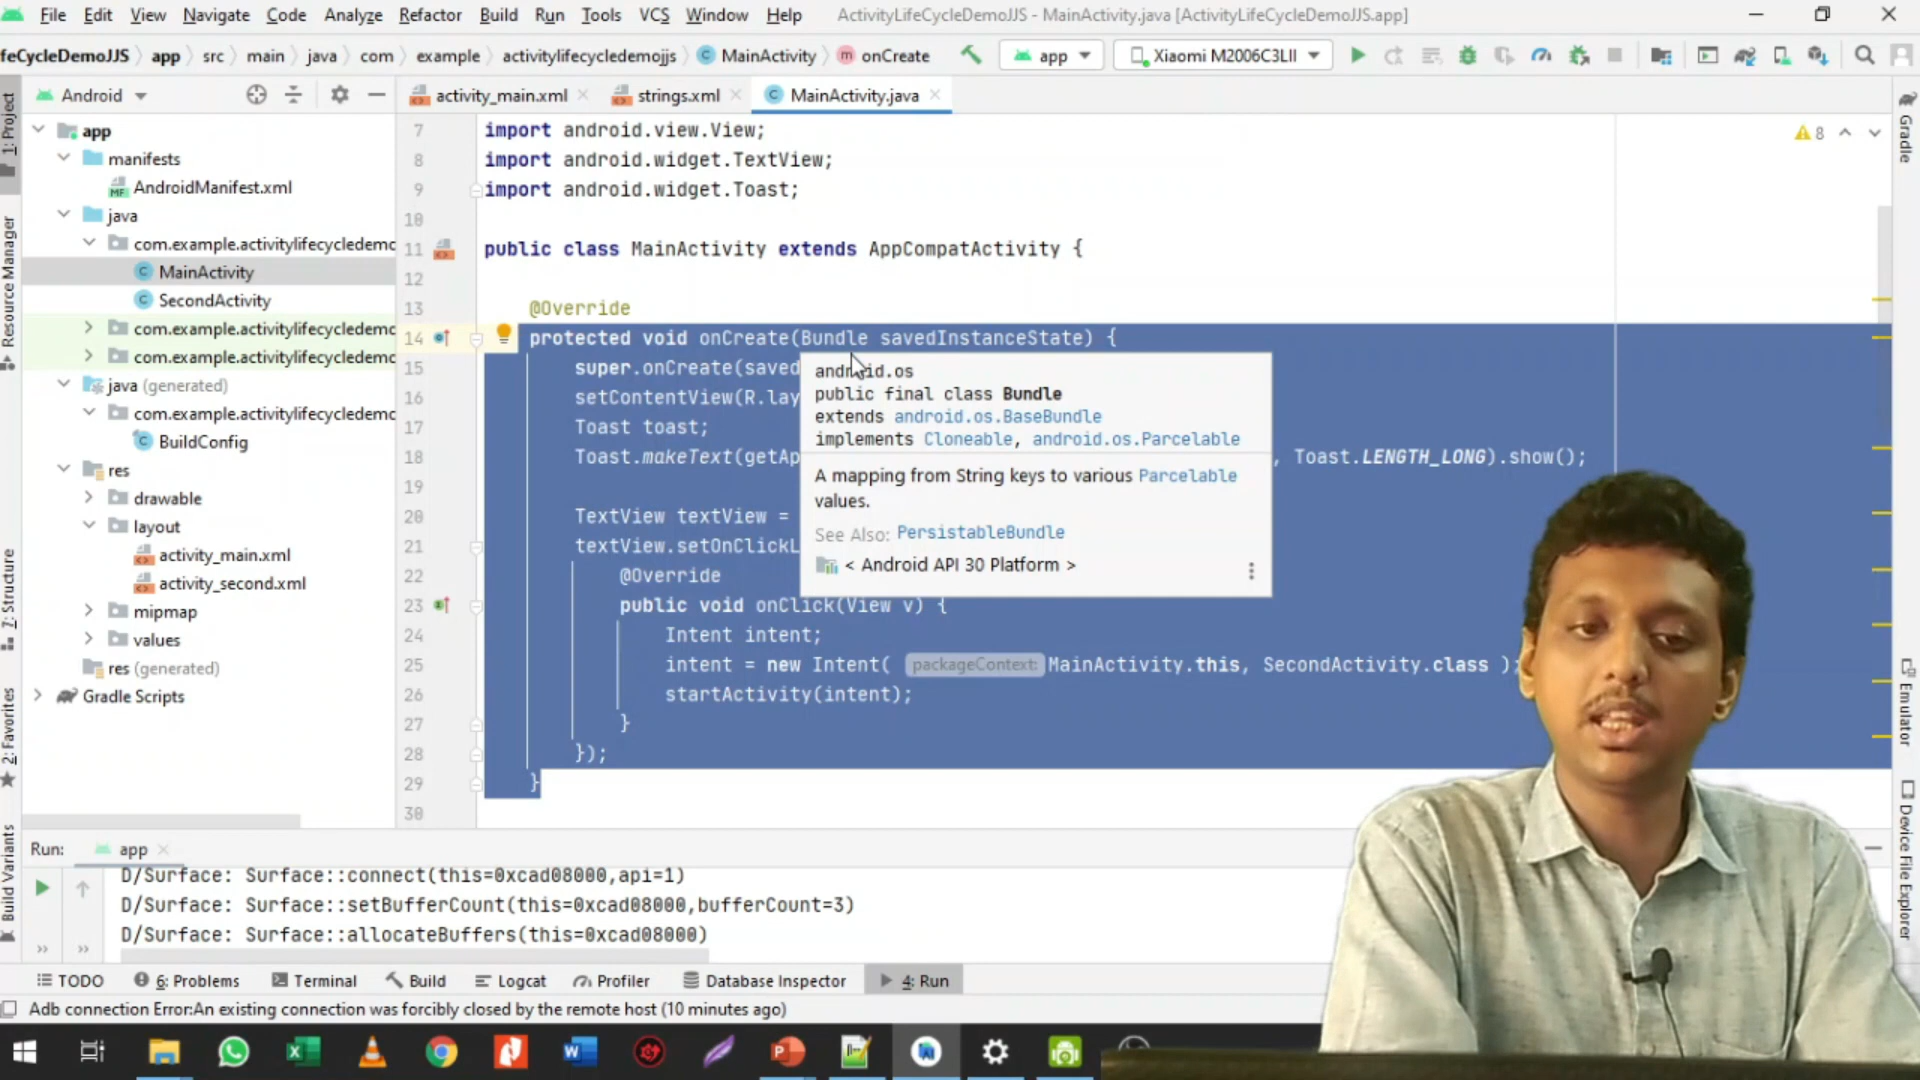 File Edit View Navigate Code Analyze Refactor Build Run Tools VCS Window Help ActivityLifeCycleDemoJJS - MainActivity.java [ActivityLifeCycleDemoJJS.app]
feCycleDemoJJS app src main java com example activitylifecycledemojjs MainActivity onCreate app Xiaomi M2006C3LII
Android
activity_main.xml strings.xml MainActivity.java
1: Project
Resource Manager
7: Structure
2: Favorites
Build Variants
app
manifests
AndroidManifest.xml
java
com.example.activitylifecycledemo
MainActivity
SecondActivity
com.example.activitylifecycledemo
com.example.activitylifecycledemo
java (generated)
com.example.activitylifecycledemo
BuildConfig
res
drawable
layout
activity_main.xml
activity_second.xml
mipmap
values
res (generated)
Gradle Scripts
7 import android.view.View;
8 import android.widget.TextView;
9 import android.widget.Toast;
10
11 public class MainActivity extends AppCompatActivity {
12
13 @Override
14 protected void onCreate(Bundle savedInstanceState) {
15 super.onCreate(saved
16 setContentView(R.lay
17 Toast toast;
18 Toast.makeText(getAp , Toast.LENGTH_LONG).show();
19
20 TextView textView =
21 textView.setOnClickL
22 @Override
23 public void onClick(View v) {
24 Intent intent;
25 intent = new Intent( packageContext: MainActivity.this, SecondActivity.class );
26 startActivity(intent);
27 }
28 });
29 }
30
8
android.os
public final class Bundle
extends android.os.BaseBundle
implements Cloneable, android.os.Parcelable
A mapping from String keys to various Parcelable
values.
See Also: PersistableBundle
< Android API 30 Platform >
Gradle
Emulator
Device File Explorer
Run: app
D/Surface: Surface::connect(this=0xcad08000,api=1)
D/Surface: Surface::setBufferCount(this=0xcad08000,bufferCount=3)
D/Surface: Surface::allocateBuffers(this=0xcad08000)
TODO 6: Problems Terminal Build Logcat Profiler Database Inspector 4: Run
Adb connection Error:An existing connection was forcibly closed by the remote host (10 minutes ago)